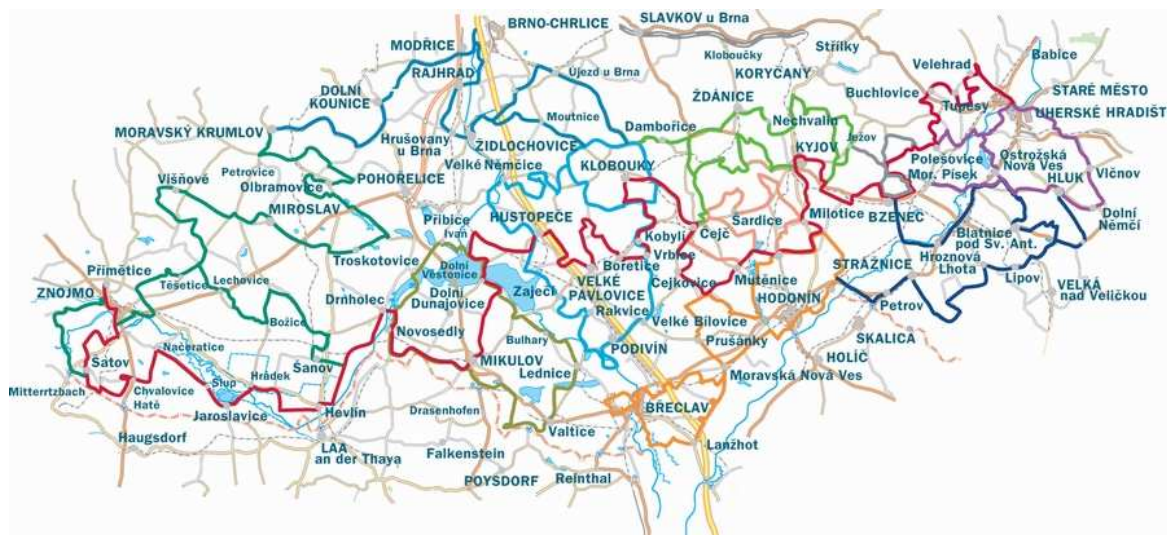 BRNO-CHRLICE
SLAVKOV u Brna
MODŘICE
Kloboučky
Střílky
Babice
RAJHRAD
Újezd u Brna
KORYČANY
Velehrad
DOLNÍ
KOUNICE
Buchlovice
STARÉ MĚSTO
ŽDÁNICE
Tupesy
UHERSKÉ HRADIŠT
Moutnice
Nechvalín
MORAVSKÝ KRUMLOV
Hrušovany
u Brna
Dambořice
Ježov
ŽIDLOCHOVICE
KYJOV
Velké Němčice
KLOBOUKY
Polešovice
Ostrožská
Nová Ves
Petrovice
Mor. Písek
Vlčnov
Višňové
Olbramovice
POHOŘELICE
HLUK
MIROSLAV
Přibice
HUSTOPEČE
Šardice
Milotice
BZENEC
Dolní
Němčí
Ivaň
Kobylí
Čejč
Blatnice
pod Sv. Ant.
Vrbice
Hroznová
Lhota
Troskotovice
Bořetice
STRÁŽNICE
Přímětice
Lechovice
Dolní
Věstonice
Těšetice
VELKÉ
PAVLOVICE
Čejkovice
Mutěnice
Lipov
VELKÁ
nad Veličkou
ZNOJMO
Drnholec
Dolní
Dunajovice
Zaječí
HODONÍN
Petrov
Rakvice
Božice
Novosedly
Velké Bílovice
Prušánky
SKALICA
Načeratice
Bulhary
PODIVÍN
HOLÍČ
Šatov
Šanov
MIKULOV
Lednice
Hrádek
Moravská Nová Ves
Mitterrtzbach
Chvalovice
Hatě
Slup
Jaroslavice
Hevlín
Drasenhofen
BŘECLAV
Haugsdorf
Valtice
LAA
an der Thaya
Falkenstein
Lanžhot
POYSDORF
Reinthal